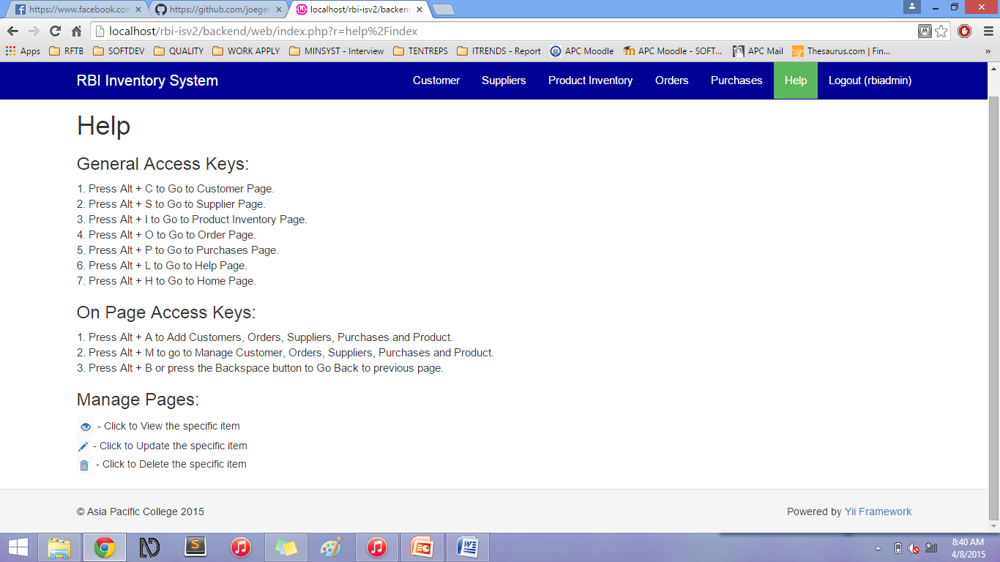 https://www.facebook.con
https://github.com/joeger
localhost/rbi-isv2/backen
localhost/rbi-isv2/backend/web/index.php?r=help%2Findex
Apps RFTB SOFTDEV QUALITY WORK APPLY MINSYST - Interview TENTREPS ITRENDS - Report APC Moodle APC Moodle - SOFT... APC Mail Thesaurus.com | Fin... »
RBI Inventory System Customer Suppliers Product Inventory Orders Purchases Help Logout (rbiadmin)
Help
General Access Keys:
1. Press Alt + C to Go to Customer Page.
2. Press Alt + S to Go to Supplier Page.
3. Press Alt + I to Go to Product Inventory Page.
4. Press Alt + O to Go to Order Page.
5. Press Alt + P to Go to Purchases Page.
6. Press Alt + L to Go to Help Page.
7. Press Alt + H to Go to Home Page.
On Page Access Keys:
1. Press Alt + A to Add Customers, Orders, Suppliers, Purchases and Product.
2. Press Alt + M to go to Manage Customer, Orders, Suppliers, Purchases and Product.
3. Press Alt + B or press the Backspace button to Go Back to previous page.
Manage Pages:
- Click to View the specific item
- Click to Update the specific item
- Click to Delete the specific item
© Asia Pacific College 2015 Powered by Yii Framework
8:40 AM
4/8/2015